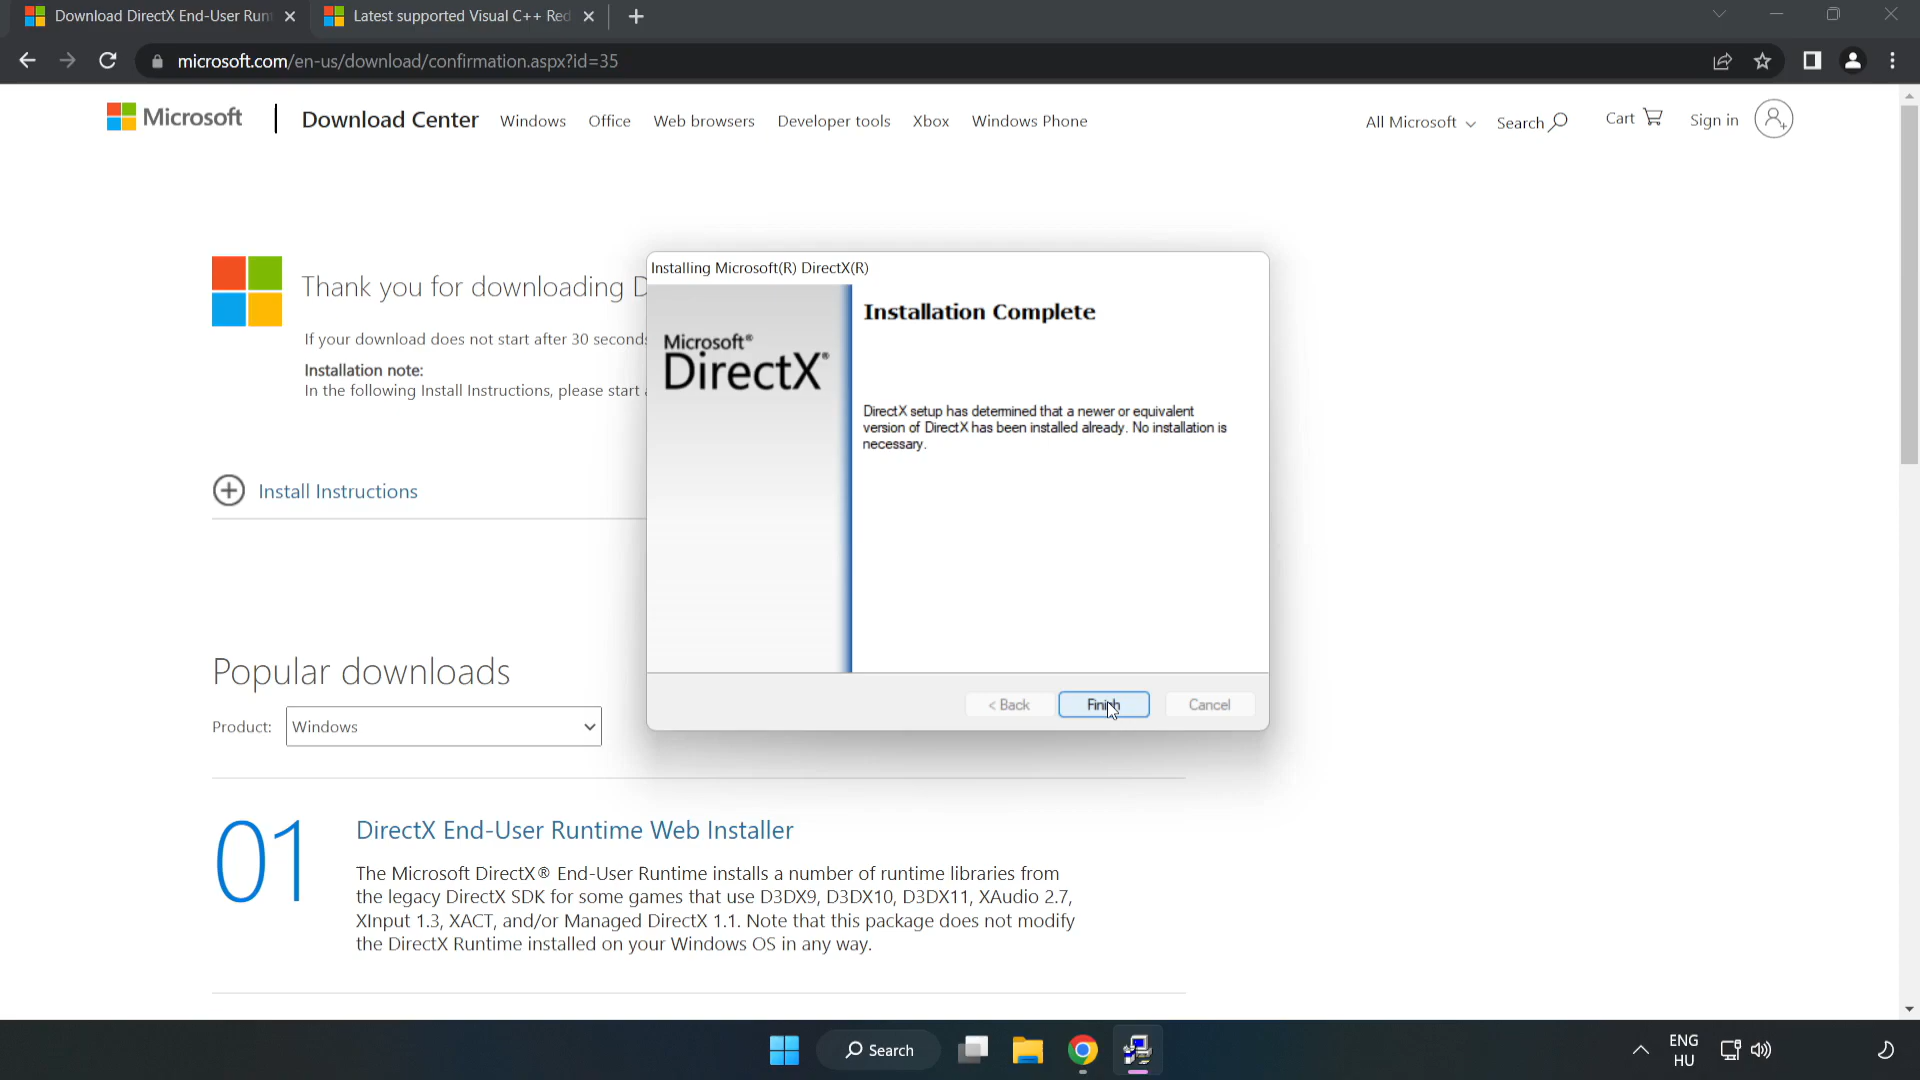 Download DirectX End-User Run
Latest supported Visual C++ Red
microsoft.com/en-us/download/confirmation.aspx?id=35
Microsoft
Download Center
Windows
Office
Web browsers
Developer tools
Xbox
Windows Phone
All Microsoft
Search
Cart
Sign in
Thank you for downloading D
If your download does not start after 30 seconds
Installation note:
In the following Install Instructions, please start a
Install Instructions
Installing Microsoft(R) DirectX(R)
Microsoft®
DirectX®
Installation Complete
DirectX setup has determined that a newer or equivalent
version of DirectX has been installed already. No installation is
necessary.
< Back
Finish
Cancel
Popular downloads
Product:
Windows
01
DirectX End-User Runtime Web Installer
The Microsoft DirectX® End-User Runtime installs a number of runtime libraries from
the legacy DirectX SDK for some games that use D3DX9, D3DX10, D3DX11, XAudio 2.7,
XInput 1.3, XACT, and/or Managed DirectX 1.1. Note that this package does not modify
the DirectX Runtime installed on your Windows OS in any way.
Search
ENG
HU